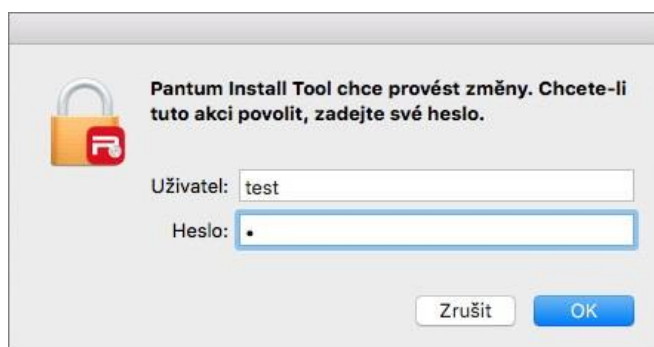 Pantum Install Tool chce provést změny. Chcete-li
tuto akci povolit, zadejte své heslo.
Uživatel: test
Heslo: •
Zrušit OK